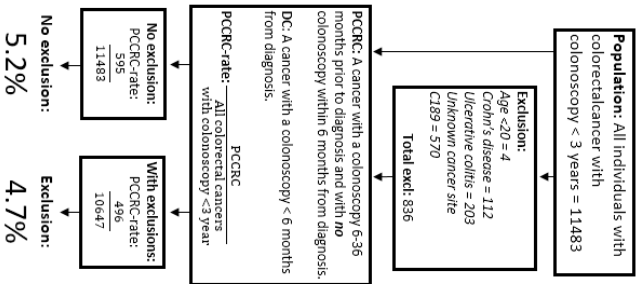 Population: All individuals with
colorectalcancer with
colonoscopy < 3 years = 11483
Exclusion:
Age <20 = 4
Crohn's disease = 112
Ulcerative colitis = 203
Unknown cancer site
C189 = 570
Total excl: 836
PCCRC: A cancer with a colonoscopy 6-36
months prior to diagnosis and with no
colonoscopy within 6 months from diagnosis.
DC: A cancer with a colonoscopy < 6 months
from diagnosis.
PCCRC-rate: PCCRC
All colorectal cancers
with colonoscopy <3 year
No exclusion:
PCCRC-rate:
595
11483
With exclusions:
PCCRC-rate:
496
10647
No exclusion:
5.2%
Exclusion:
4.7%